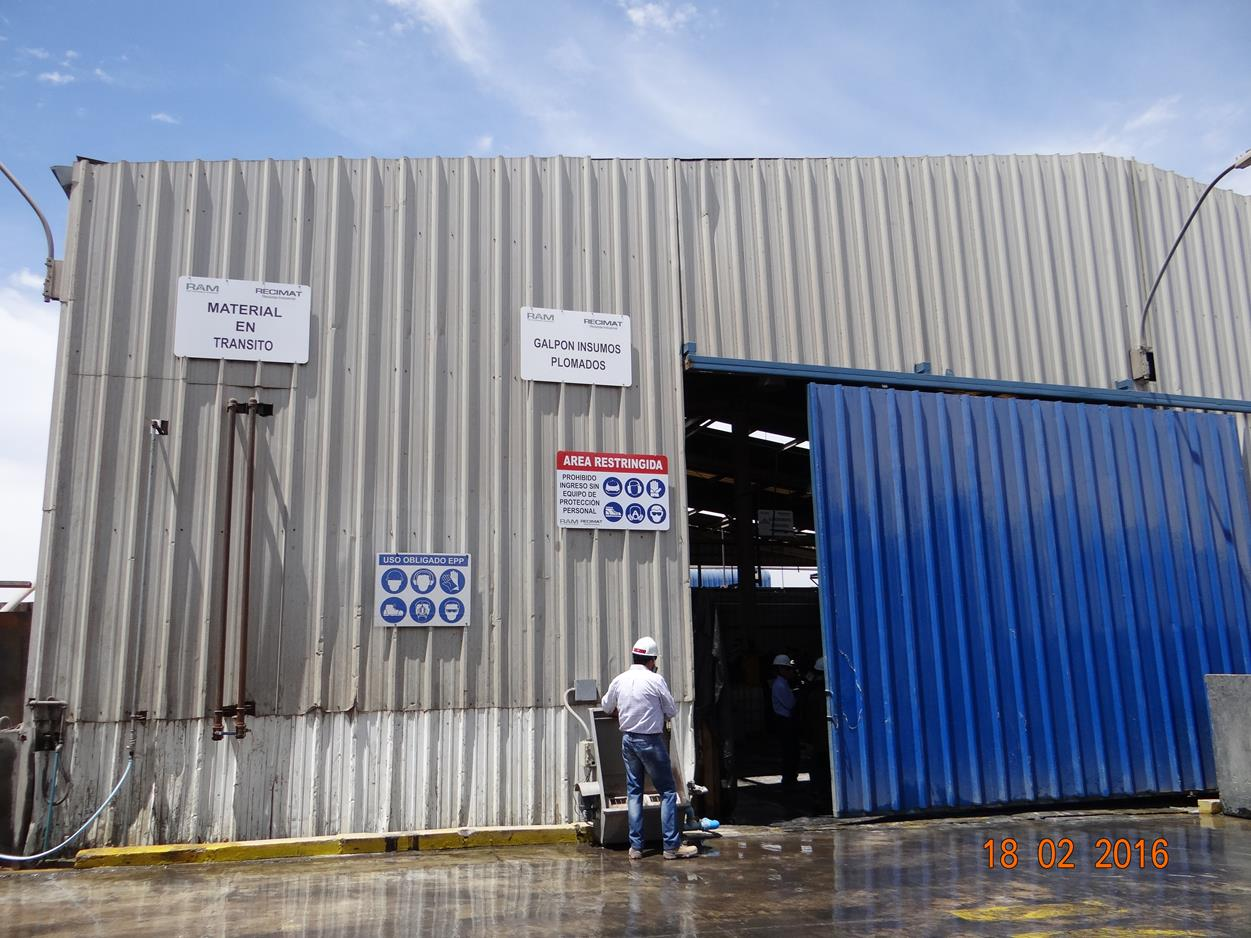 RAM RECIMAT
MATERIAL
EN
TRANSITO
RAM RECIMAT
GALPON INSUMOS
PLOMADOS
AREA RESTRINGIDA
PROHIBIDO
INGRESO SIN
EQUIPO DE
PROTECCIÓN
PERSONAL
RAM RECIMAT
USO OBLIGADO EPP
18 02 2016